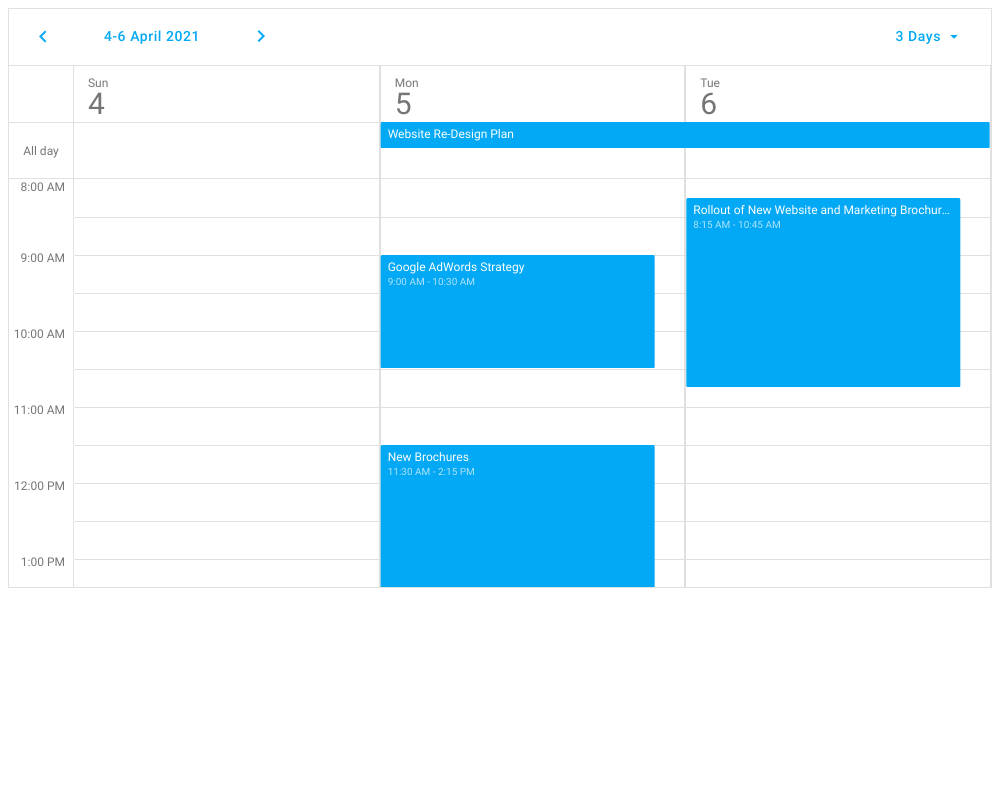 4-6 April 2021
3 Days
Sun
4
Mon
5
Tue
6
All day
Website Re-Design Plan
8:00 AM
9:00 AM
10:00 AM
11:00 AM
12:00 PM
1:00 PM
Google AdWords Strategy
9:00 AM - 10:30 AM
New Brochures
11:30 AM - 2:15 PM
Rollout of New Website and Marketing Brochur...
8:15 AM - 10:45 AM